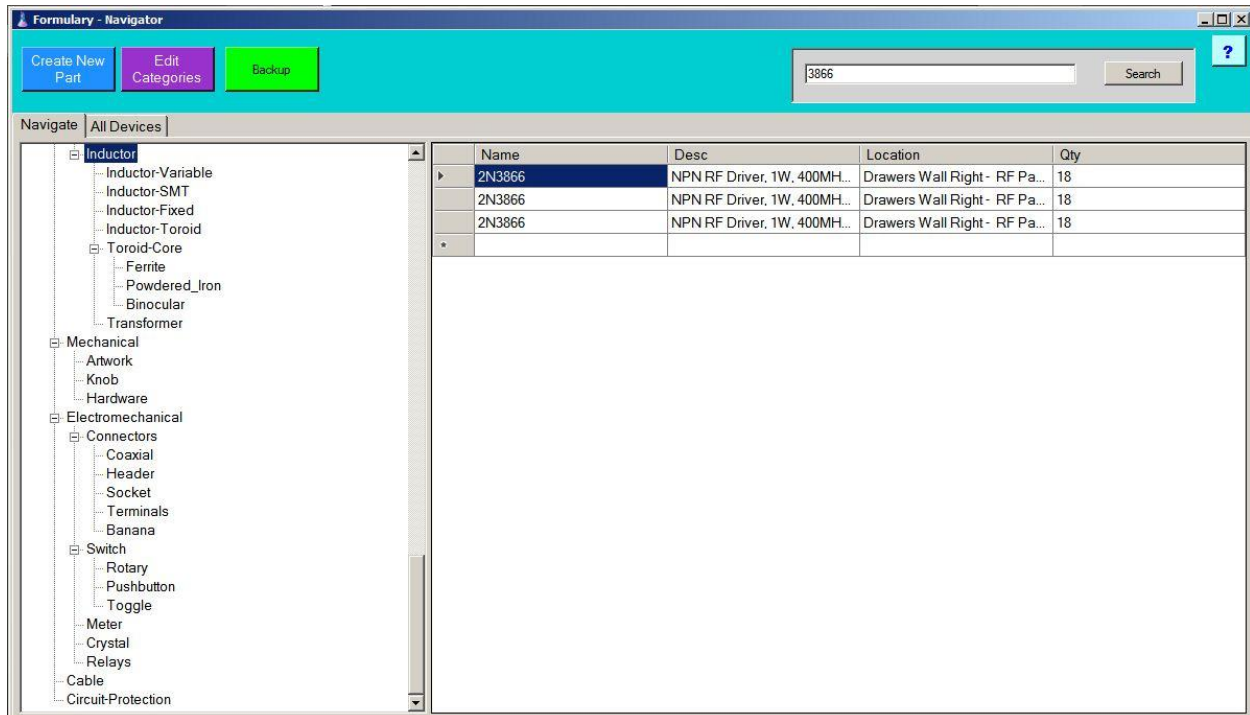 Formulary - Navigator
Create New
Part
Edit
Categories
Backup
3866
Search
?
Navigate
All Devices
Inductor
Inductor-Variable
Inductor-SMT
Inductor-Fixed
Inductor-Toroid
Toroid-Core
Ferrite
Powdered_Iron
Binocular
Transformer
Mechanical
Artwork
Knob
Hardware
Electromechanical
Connectors
Coaxial
Header
Socket
Terminals
Banana
Switch
Rotary
Pushbutton
Toggle
Meter
Crystal
Relays
Cable
Circuit-Protection
Name Desc Location Qty
2N3866 NPN RF Driver, 1W, 400MH... Drawers Wall Right - RF Pa... 18
2N3866 NPN RF Driver, 1W, 400MH... Drawers Wall Right - RF Pa... 18
2N3866 NPN RF Driver, 1W, 400MH... Drawers Wall Right - RF Pa... 18